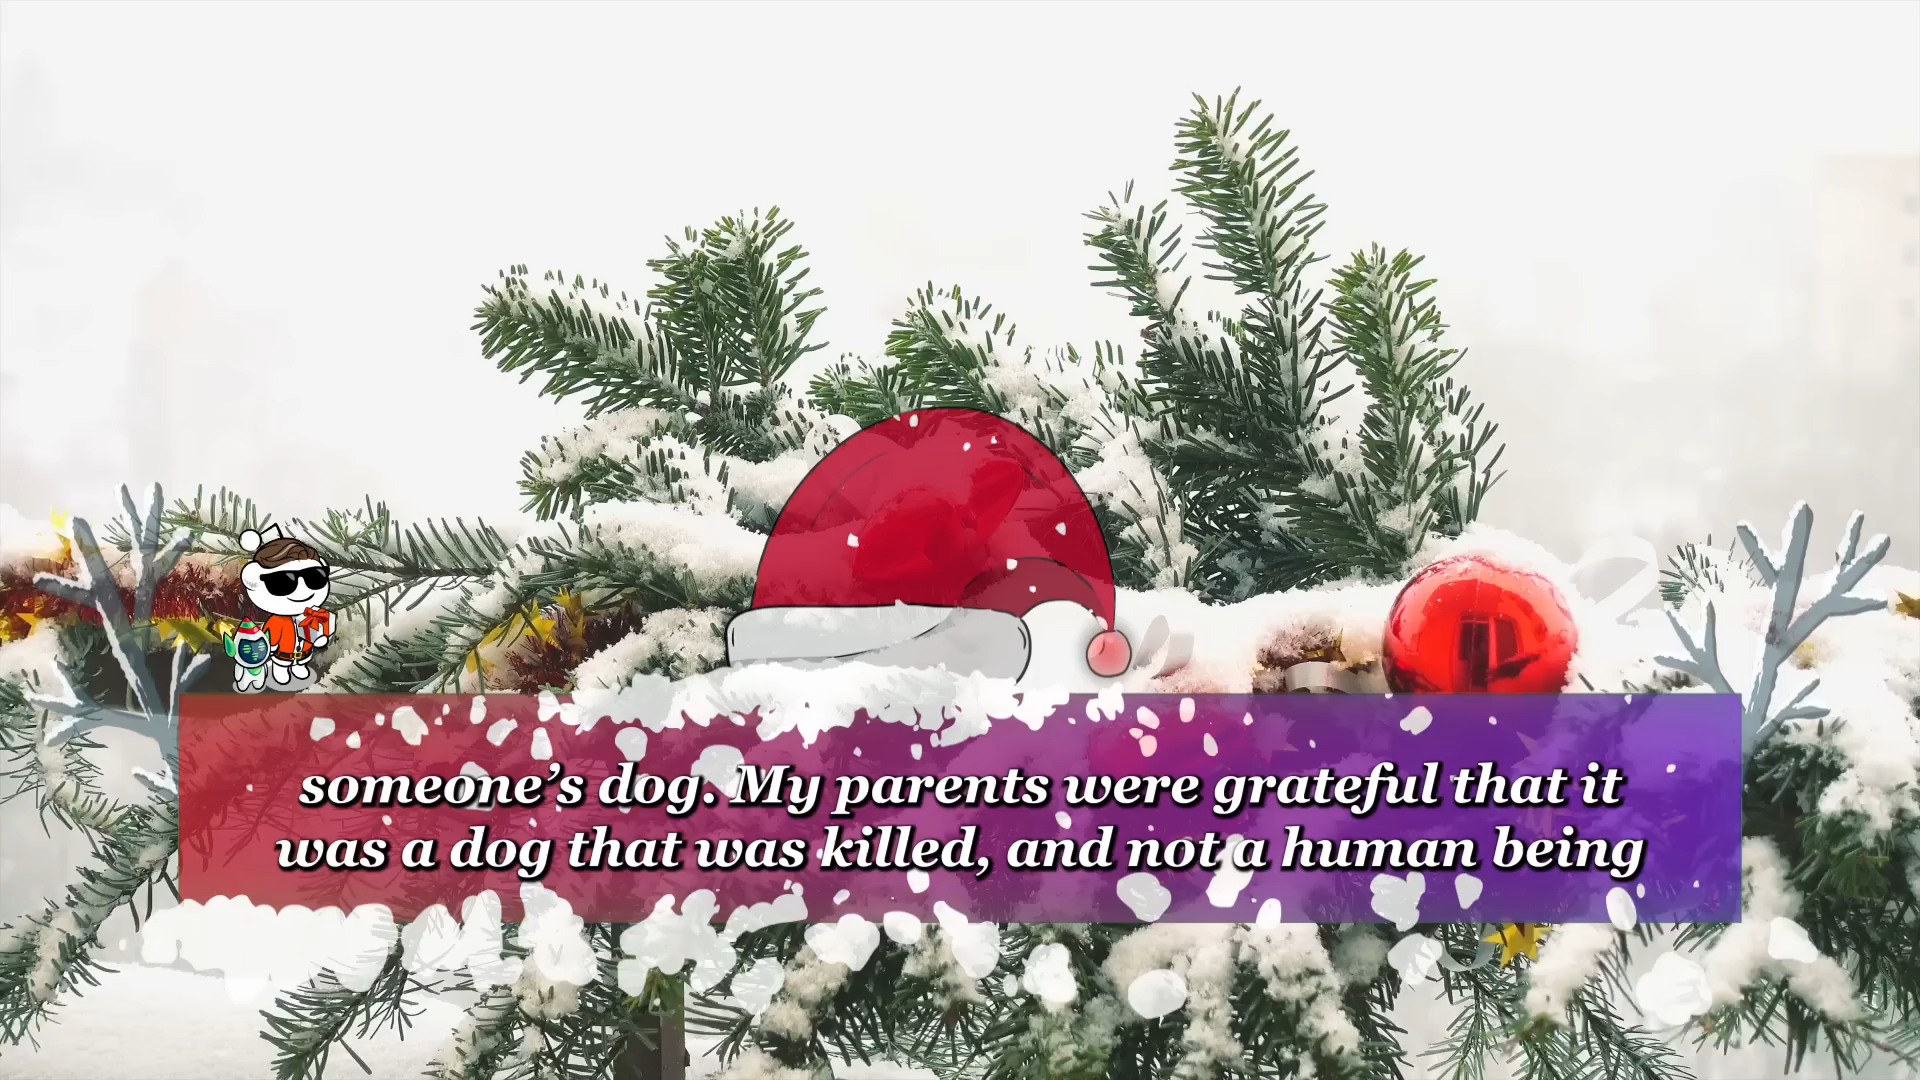 someone’s dog. My parents were grateful that it
was a dog that was killed, and not a human being